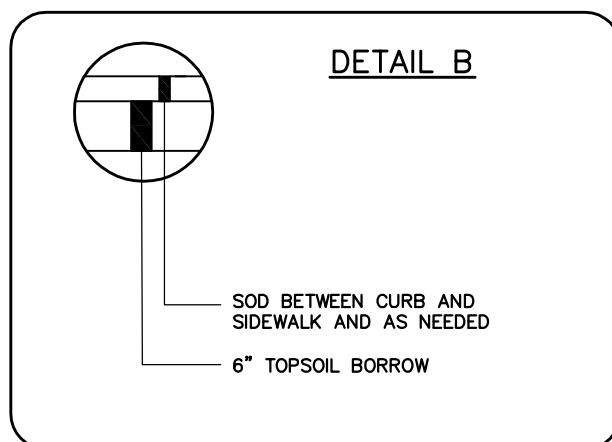 DETAIL B
SOD BETWEEN CURB AND
SIDEWALK AND AS NEEDED
6" TOPSOIL BORROW